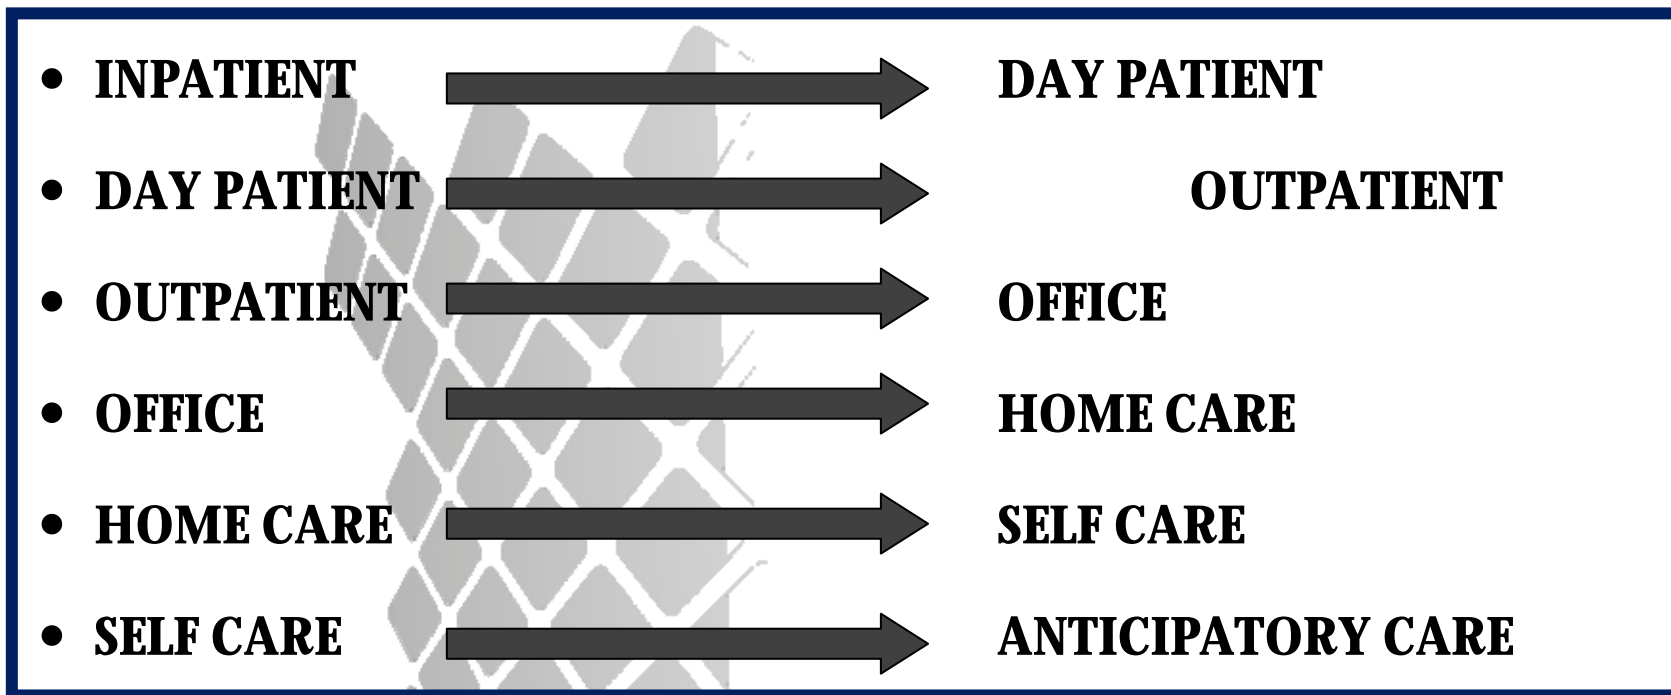 • INPATIENT DAY PATIENT
• DAY PATIENT OUTPATIENT
• OUTPATIENT OFFICE
• OFFICE HOME CARE
• HOME CARE SELF CARE
• SELF CARE ANTICIPATORY CARE